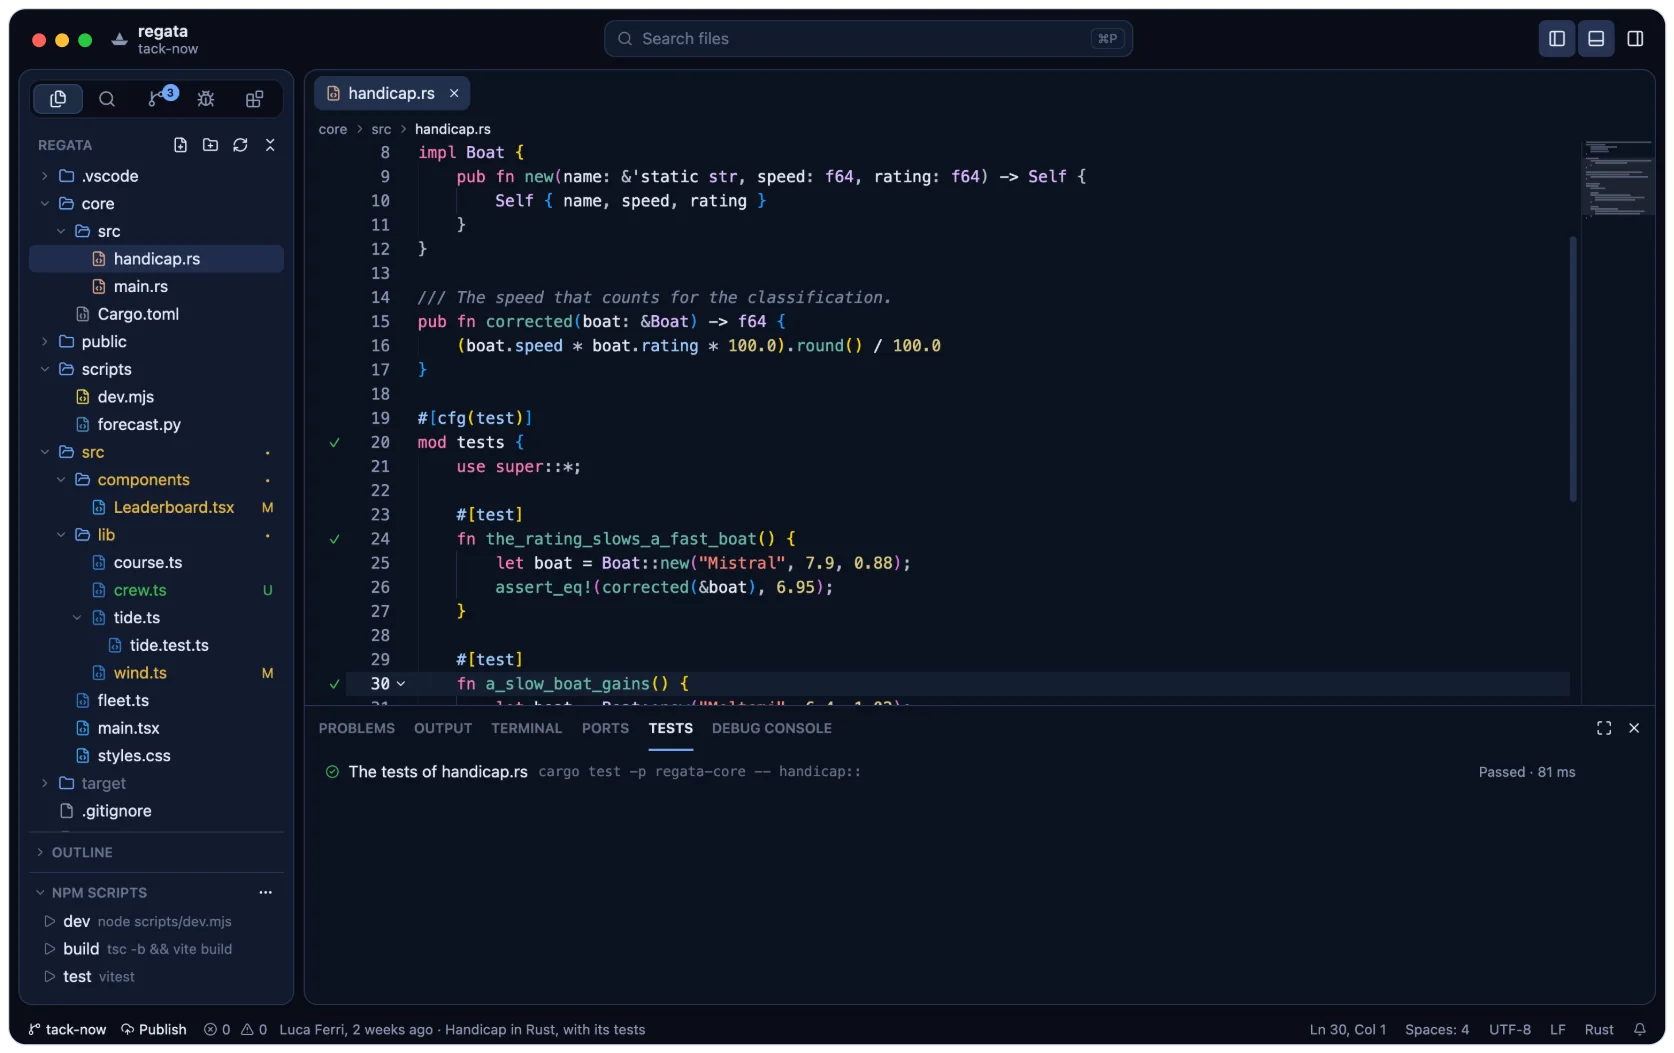 regata
tack-now
Search files
⌘P
3
REGATA
.vscode
core
src
handicap.rs
main.rs
Cargo.toml
public
scripts
dev.mjs
forecast.py
src
components
Leaderboard.tsx M
lib
course.ts
crew.ts U
tide.ts
tide.test.ts
wind.ts M
fleet.ts
main.tsx
styles.css
target
.gitignore
OUTLINE
NPM SCRIPTS
dev node scripts/dev.mjs
build tsc -b && vite build
test vitest
handicap.rs
core > src > handicap.rs
8 impl Boat {
9 pub fn new(name: &'static str, speed: f64, rating: f64) -> Self {
10 Self { name, speed, rating }
11 }
12 }
13
14 /// The speed that counts for the classification.
15 pub fn corrected(boat: &Boat) -> f64 {
16 (boat.speed * boat.rating * 100.0).round() / 100.0
17 }
18
19 #[cfg(test)]
20 mod tests {
21 use super::*;
22
23 #[test]
24 fn the_rating_slows_a_fast_boat() {
25 let boat = Boat::new("Mistral", 7.9, 0.88);
26 assert_eq!(corrected(&boat), 6.95);
27 }
28
29 #[test]
30 fn a_slow_boat_gains() {
PROBLEMS OUTPUT TERMINAL PORTS TESTS DEBUG CONSOLE
The tests of handicap.rs cargo test -p regata-core -- handicap:: Passed · 81 ms
tack-now Publish 0 0 Luca Ferri, 2 weeks ago · Handicap in Rust, with its tests Ln 30, Col 1 Spaces: 4 UTF-8 LF Rust